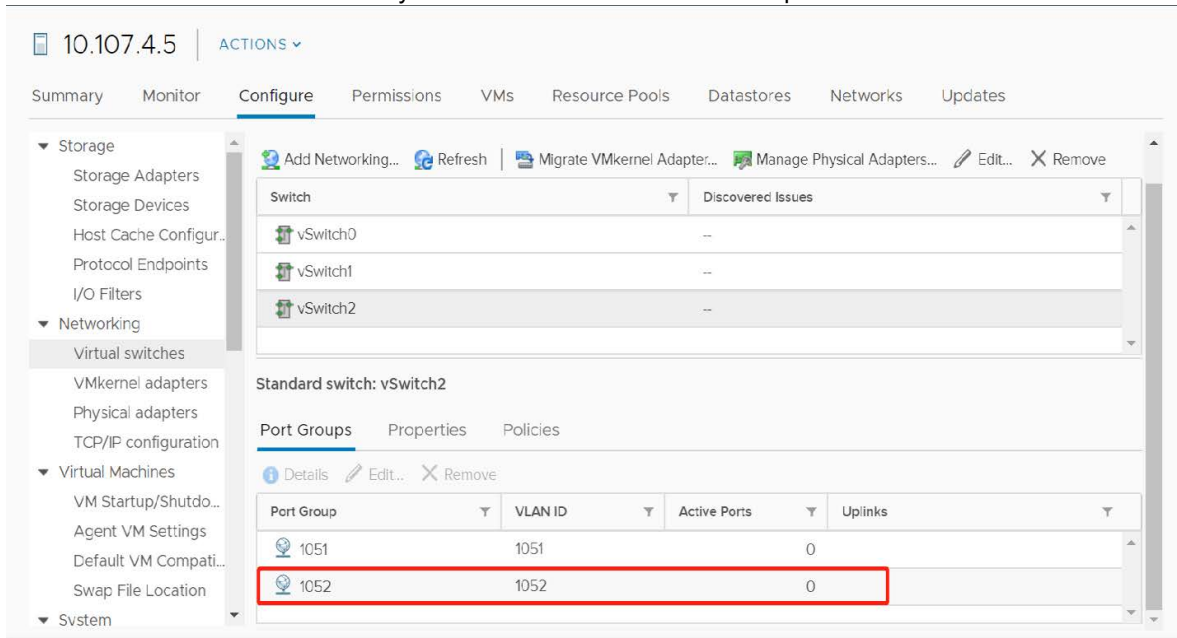 10.107.4.5 ACTIONS
Summary Monitor Configure Permissions VMs Resource Pools Datastores Networks Updates
Storage
Storage Adapters
Storage Devices
Host Cache Configur..
Protocol Endpoints
I/O Filters
Networking
Virtual switches
VMkernel adapters
Physical adapters
TCP/IP configuration
Virtual Machines
VM Startup/Shutdo...
Agent VM Settings
Default VM Compati...
Swap File Location
System
Add Networking... Refresh Migrate VMkernel Adapter... Manage Physical Adapters... Edit... Remove
Switch Discovered Issues
vSwitch0 --
vSwitch1 --
vSwitch2 --
Standard switch: vSwitch2
Port Groups Properties Policies
Details Edit... Remove
Port Group VLAN ID Active Ports Uplinks
1051 1051 0
1052 1052 0